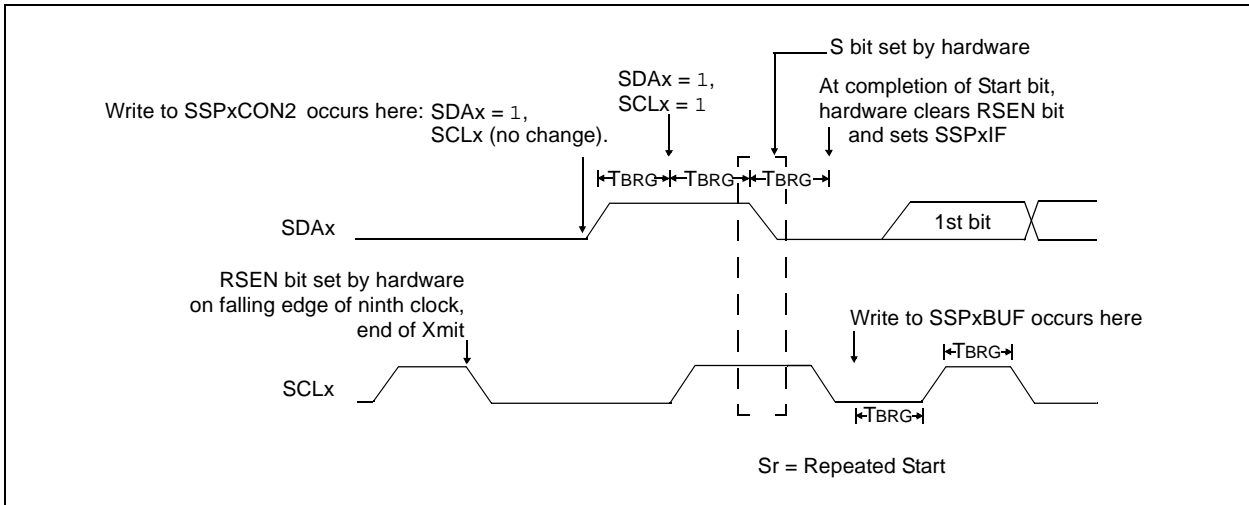 S bit set by hardware
SDAx = 1,
SCLx = 1
At completion of Start bit,
hardware clears RSEN bit
and sets SSPxIF
Write to SSPxCON2 occurs here: SDAx = 1,
SCLx (no change).
TBRG TBRG TBRG
SDAx
1st bit
RSEN bit set by hardware
on falling edge of ninth clock,
end of Xmit
Write to SSPxBUF occurs here
TBRG
SCLx
TBRG
Sr = Repeated Start